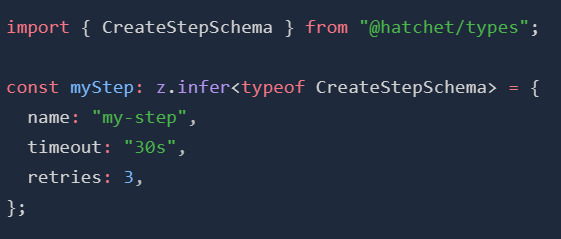 import { CreateStepSchema } from "@hatchet/types";
const myStep: z.infer<typeof CreateStepSchema> = {
  name: "my-step",
  timeout: "30s",
  retries: 3,
};